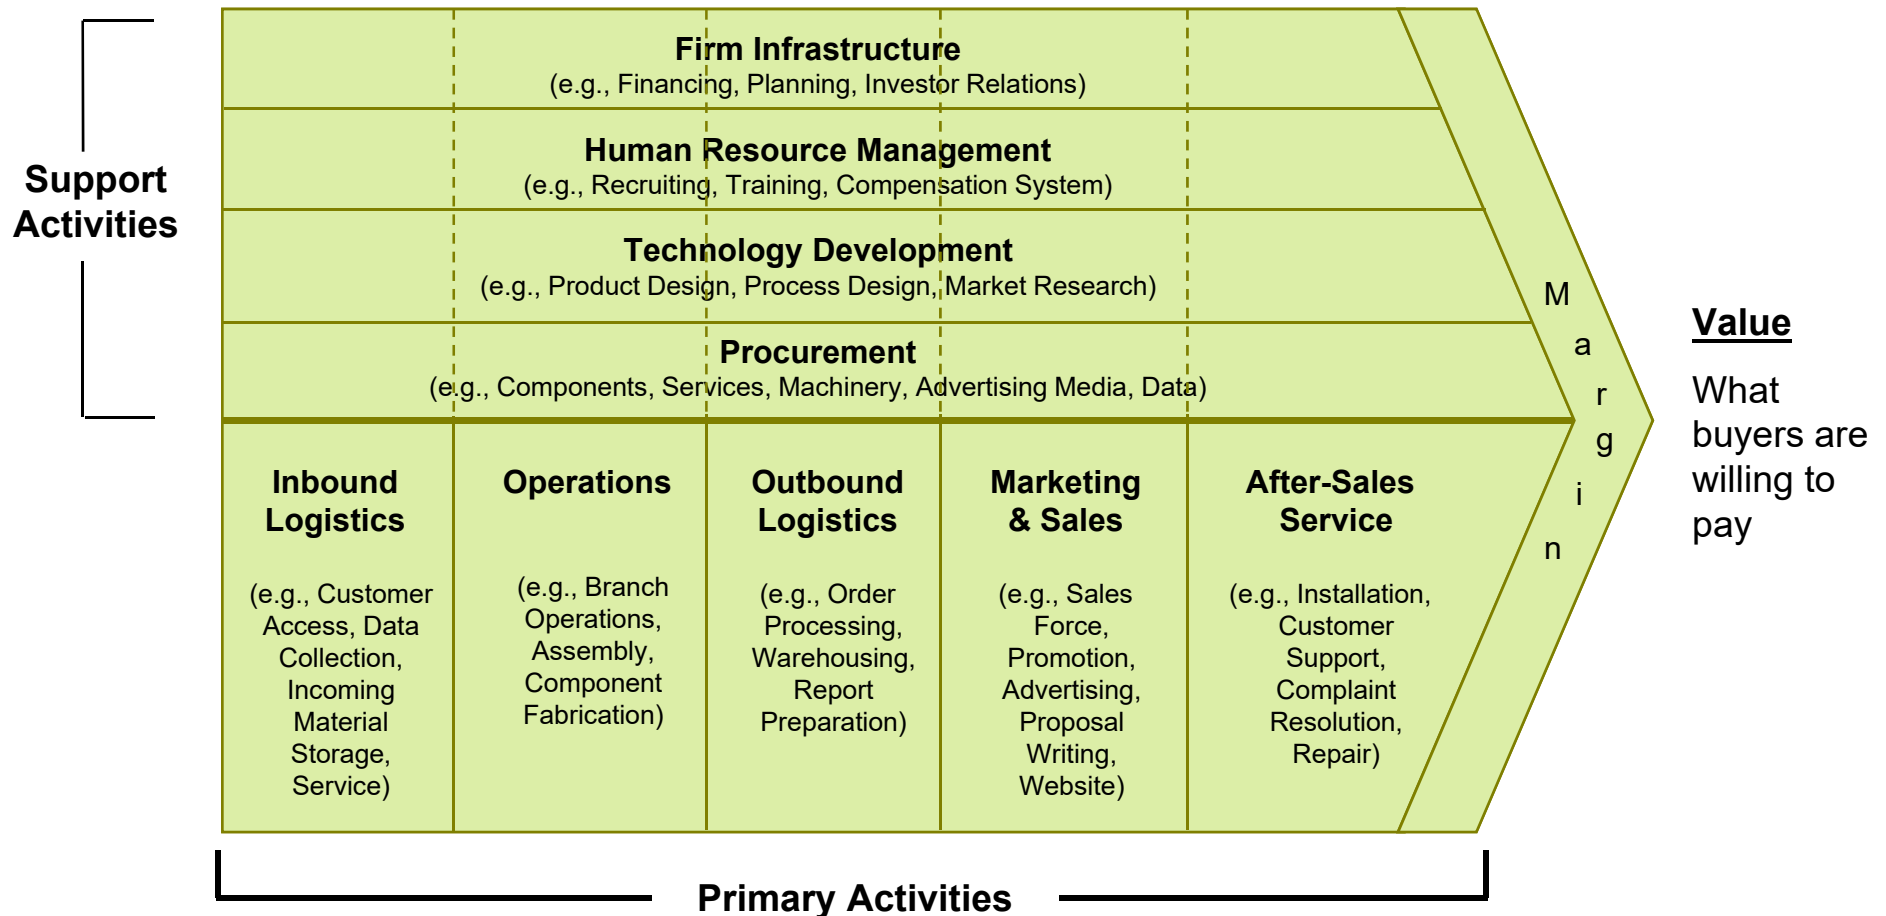 Firm Infrastructure
(e.g., Financing, Planning, Investor Relations)
Human Resource Management
(e.g., Recruiting, Training, Compensation System)
Support
Activities
Technology Development
(e.g., Product Design, Process Design, Market Research)
Procurement
(e.g., Components, Services, Machinery, Advertising Media, Data)
Inbound
Logistics
(e.g., Customer
Access, Data
Collection,
Incoming
Material
Storage,
Service)
Operations
(e.g., Branch
Operations,
Assembly,
Component
Fabrication)
Outbound
Logistics
(e.g., Order
Processing,
Warehousing,
Report
Preparation)
Marketing
& Sales
(e.g., Sales
Force,
Promotion,
Advertising,
Proposal
Writing,
Website)
After-Sales
Service
(e.g., Installation,
Customer
Support,
Complaint
Resolution,
Repair)
Margin
Value
What
buyers are
willing to
pay
Primary Activities